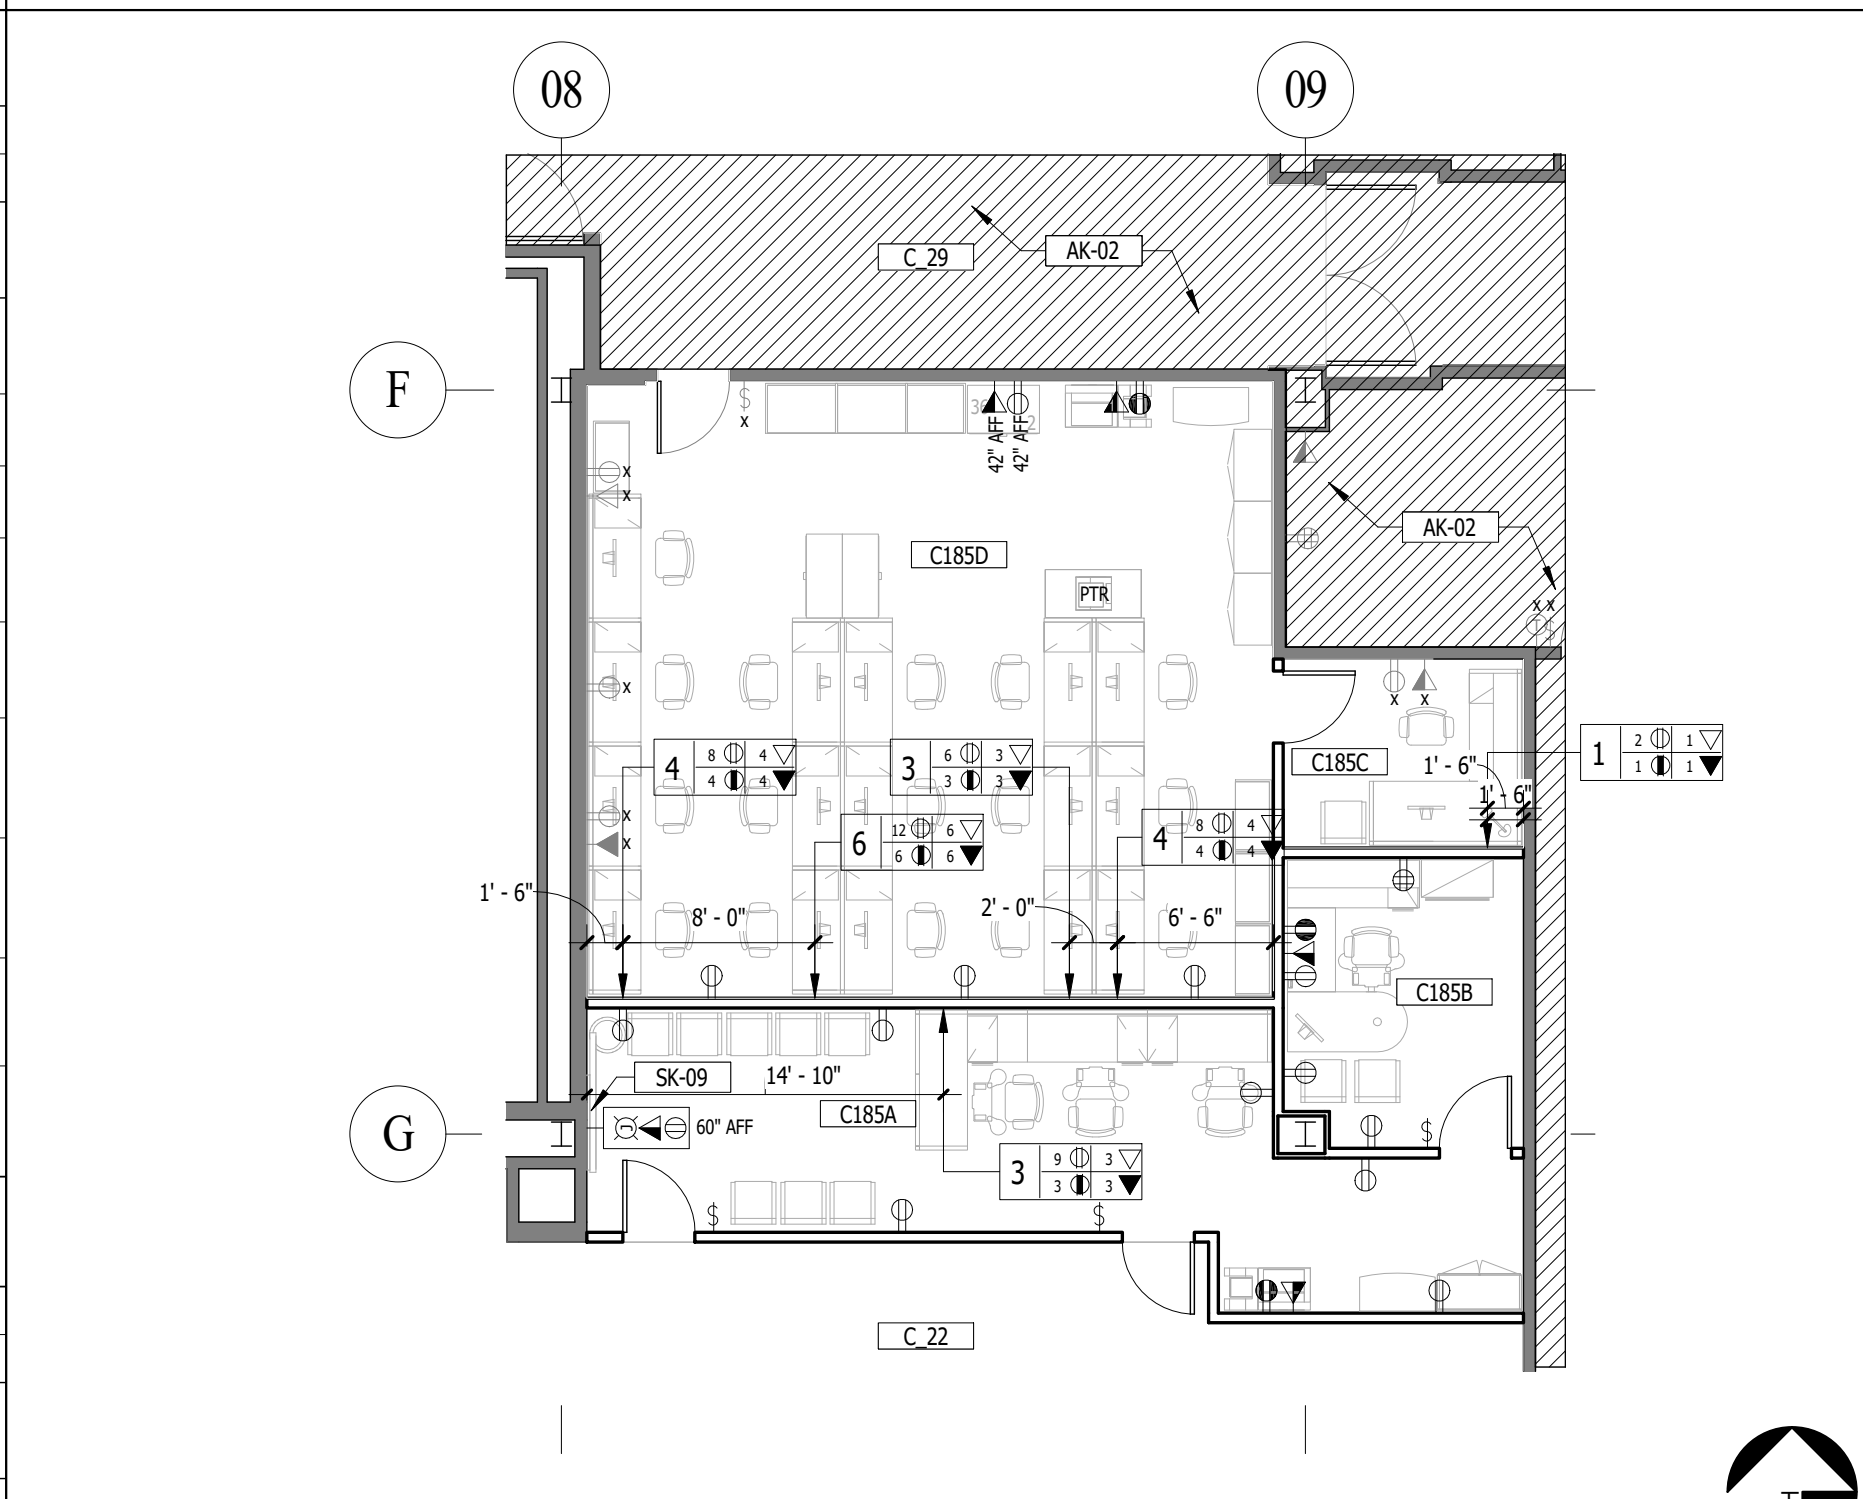 08
09
C_29
AK-02
F
$
x
36
2
42" AFF
42" AFF
x
x
AK-02
C185D
PTR
x x
T $
x
x x
4 8 4
4 4
3 6 3
3 3
C185C
1' - 6"
1 2 1
1 1
1' - 6"
x
x
6 12 6
6 6
4 8 4
4 4
1' - 6"
8' - 0"
2' - 0"
6' - 6"
C185B
SK-09
14' - 10"
C185A
G
J
60" AFF
$
3 9 3
3 3
$
$
C_22